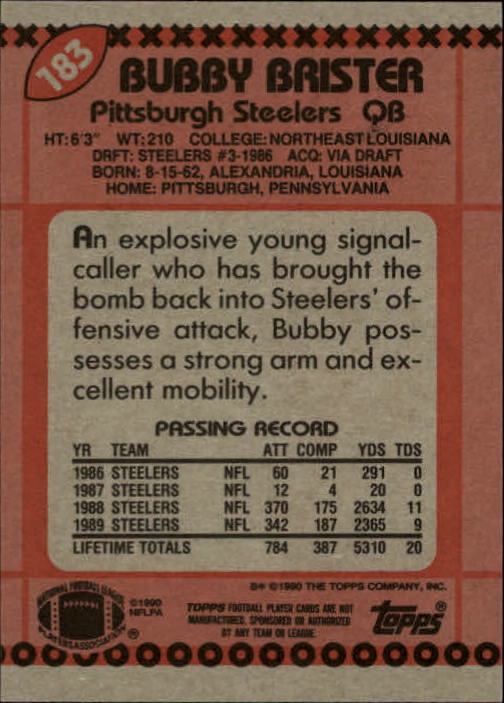 183
BUBBY BRISTER
Pittsburgh Steelers QB
HT:6'3" WT:210 COLLEGE:NORTHEAST LOUISIANA
DRFT: STEELERS #3-1986 ACQ: VIA DRAFT
BORN: 8-15-62, ALEXANDRIA, LOUISIANA
HOME: PITTSBURGH, PENNSYLVANIA
An explosive young signal-
caller who has brought the
bomb back into Steelers' of-
fensive attack, Bubby pos-
sesses a strong arm and ex-
cellent mobility.
PASSING RECORD
YR TEAM ATT COMP YDS TDS
1986 STEELERS NFL 60 21 291 0
1987 STEELERS NFL 12 4 20 0
1988 STEELERS NFL 370 175 2634 11
1989 STEELERS NFL 342 187 2365 9
LIFETIME TOTALS 784 387 5310 20
B* ©1990 THE TOPPS COMPANY, INC.
NATIONAL FOOTBALL LEAGUE
PLAYERS ASSOCIATION ®
©1990
NFLPA
TOPPS FOOTBALL PLAYER CARDS ARE NOT
MANUFACTURED, SPONSORED OR AUTHORIZED
BY ANY TEAM OR LEAGUE.
topps®